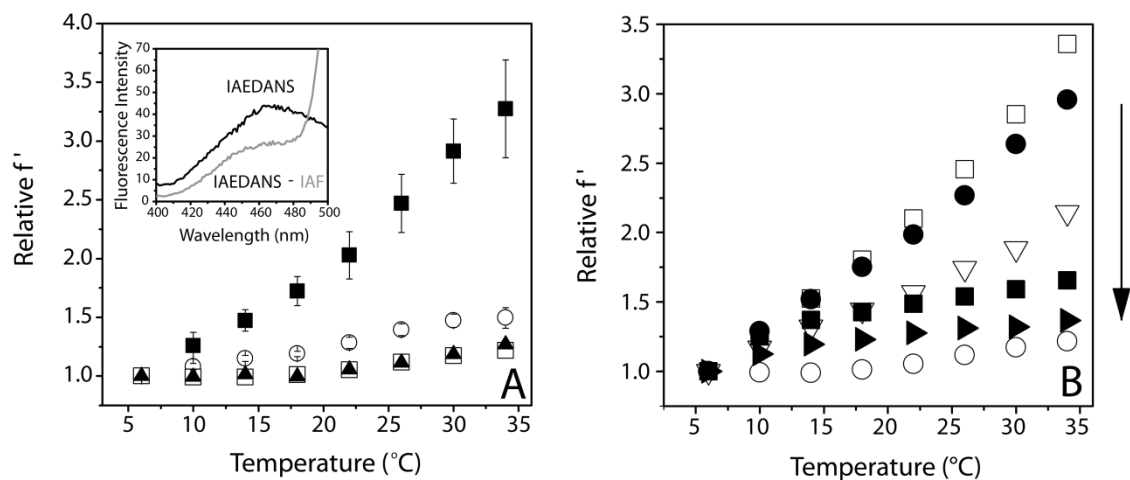 4.0
3.5
3.0
2.5
2.0
1.5
1.0
Relative f '
5 10 15 20 25 30 35
Temperature (°C)
A
70
60
50
40
30
20
10
0
Fluorescence Intensity
400 420 440 460 480 500
Wavelength (nm)
IAEDANS
IAEDANS - IAF
3.5
3.0
2.5
2.0
1.5
1.0
Relative f '
5 10 15 20 25 30 35
Temperature (°C)
B